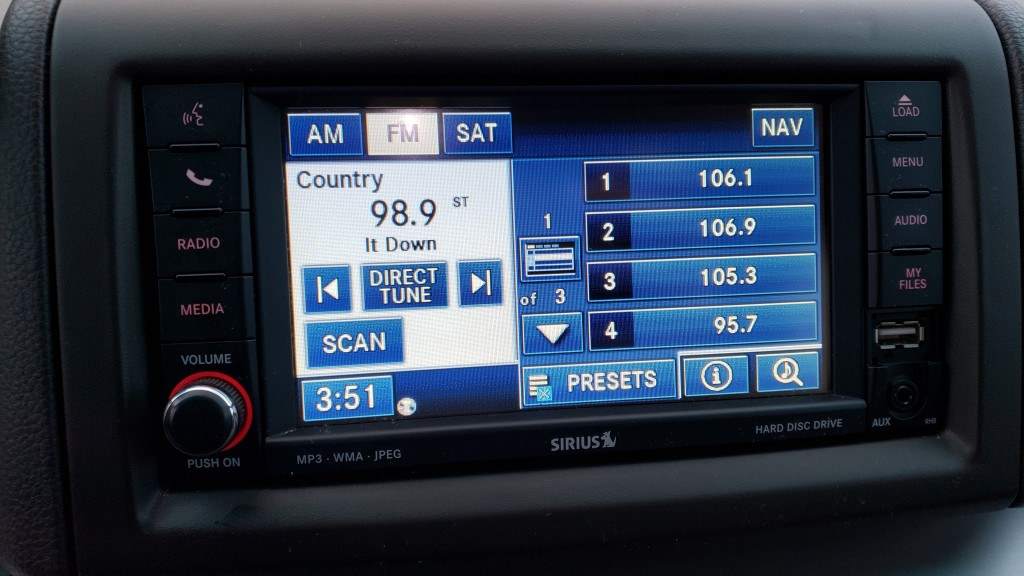 AM FM SAT NAV
Country
98.9 ST
It Down
DIRECT
TUNE
SCAN
3:51
1
of 3
1 106.1
2 106.9
3 105.3
4 95.7
PRESETS
RADIO
MEDIA
VOLUME
PUSH ON
LOAD
MENU
AUDIO
MY
FILES
AUX RHB
MP3 · WMA · JPEG
SIRIUS
HARD DISC DRIVE